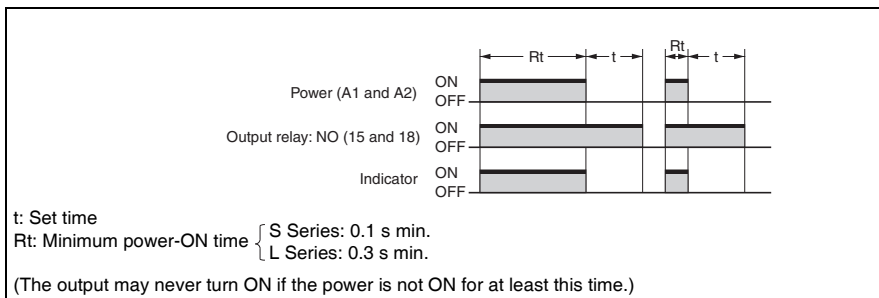 Rt
Rt t t
Power (A1 and A2) ON
OFF
Output relay: NO (15 and 18) ON
OFF
Indicator ON
OFF
t: Set time
Rt: Minimum power-ON time { S Series: 0.1 s min.
L Series: 0.3 s min.
(The output may never turn ON if the power is not ON for at least this time.)